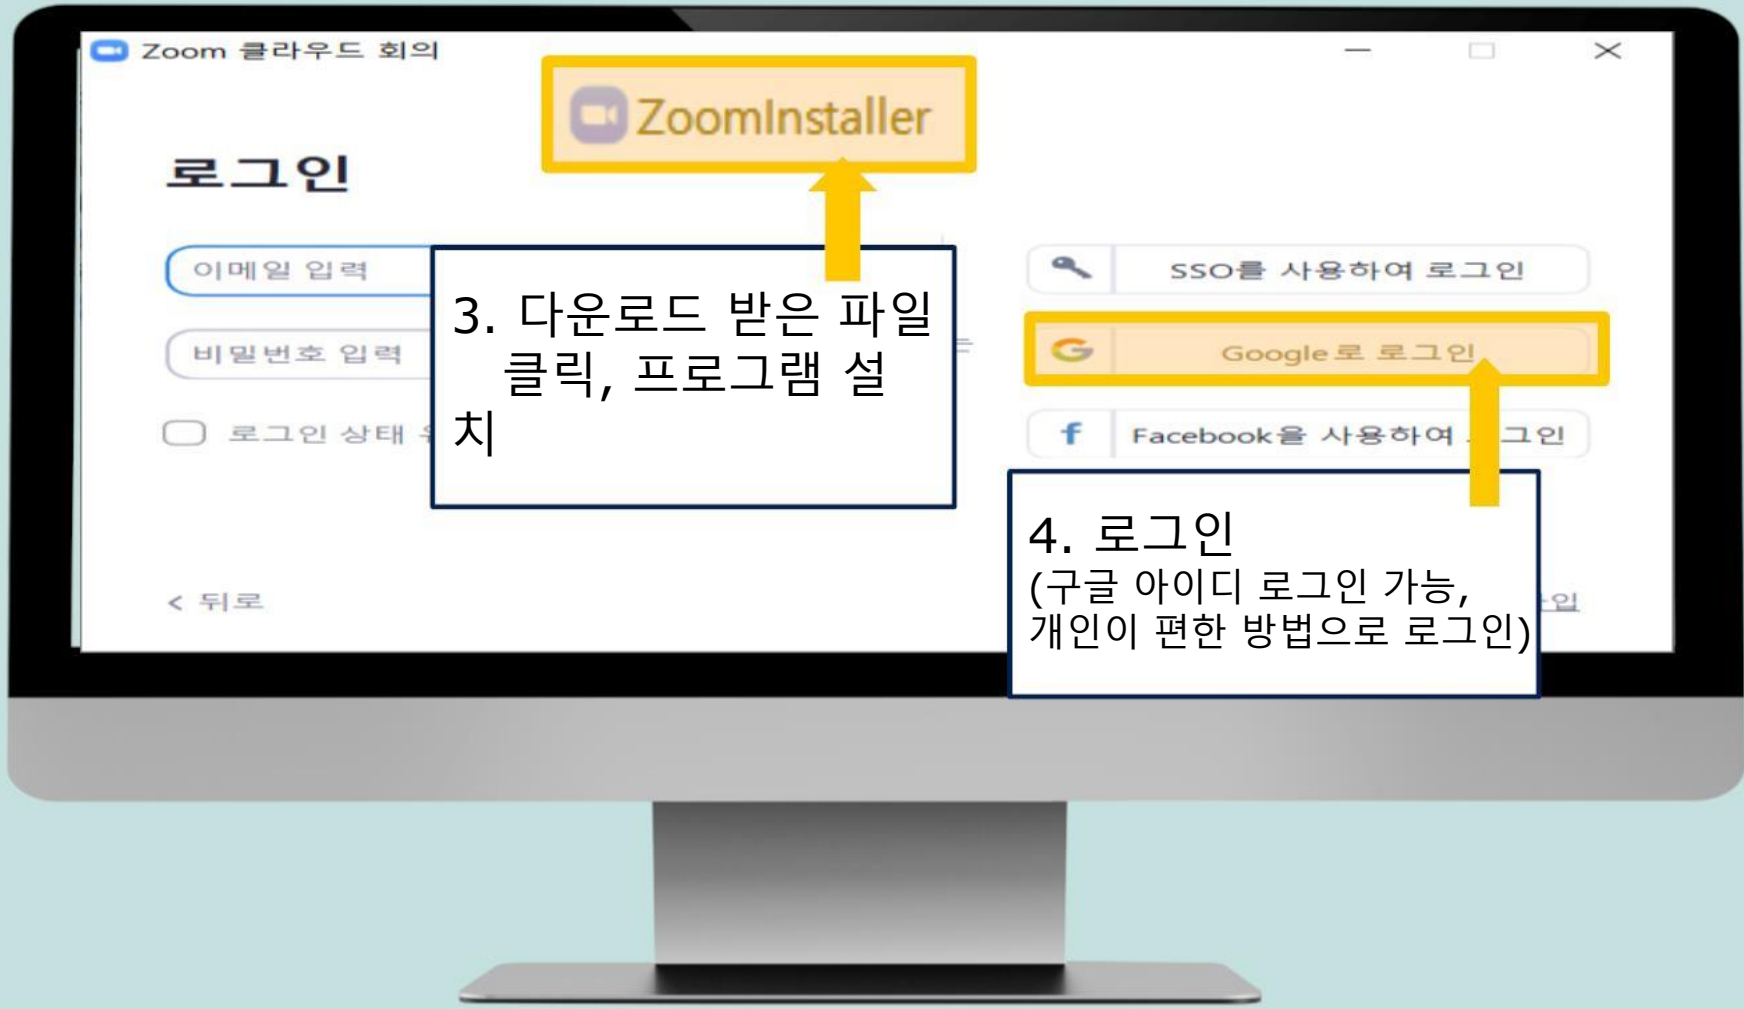 Zoom 클라우드 회의
ZoomInstaller
로그인
이메일 입력
비밀번호 입력
로그인 상태
3. 다운로드 받은 파일
클릭, 프로그램 설
치
SSO를 사용하여 로그인
Google로 로그인
Facebook을 사용하여 그인
4. 로그인
(구글 아이디 로그인 가능,
개인이 편한 방법으로 로그인)
< 뒤로